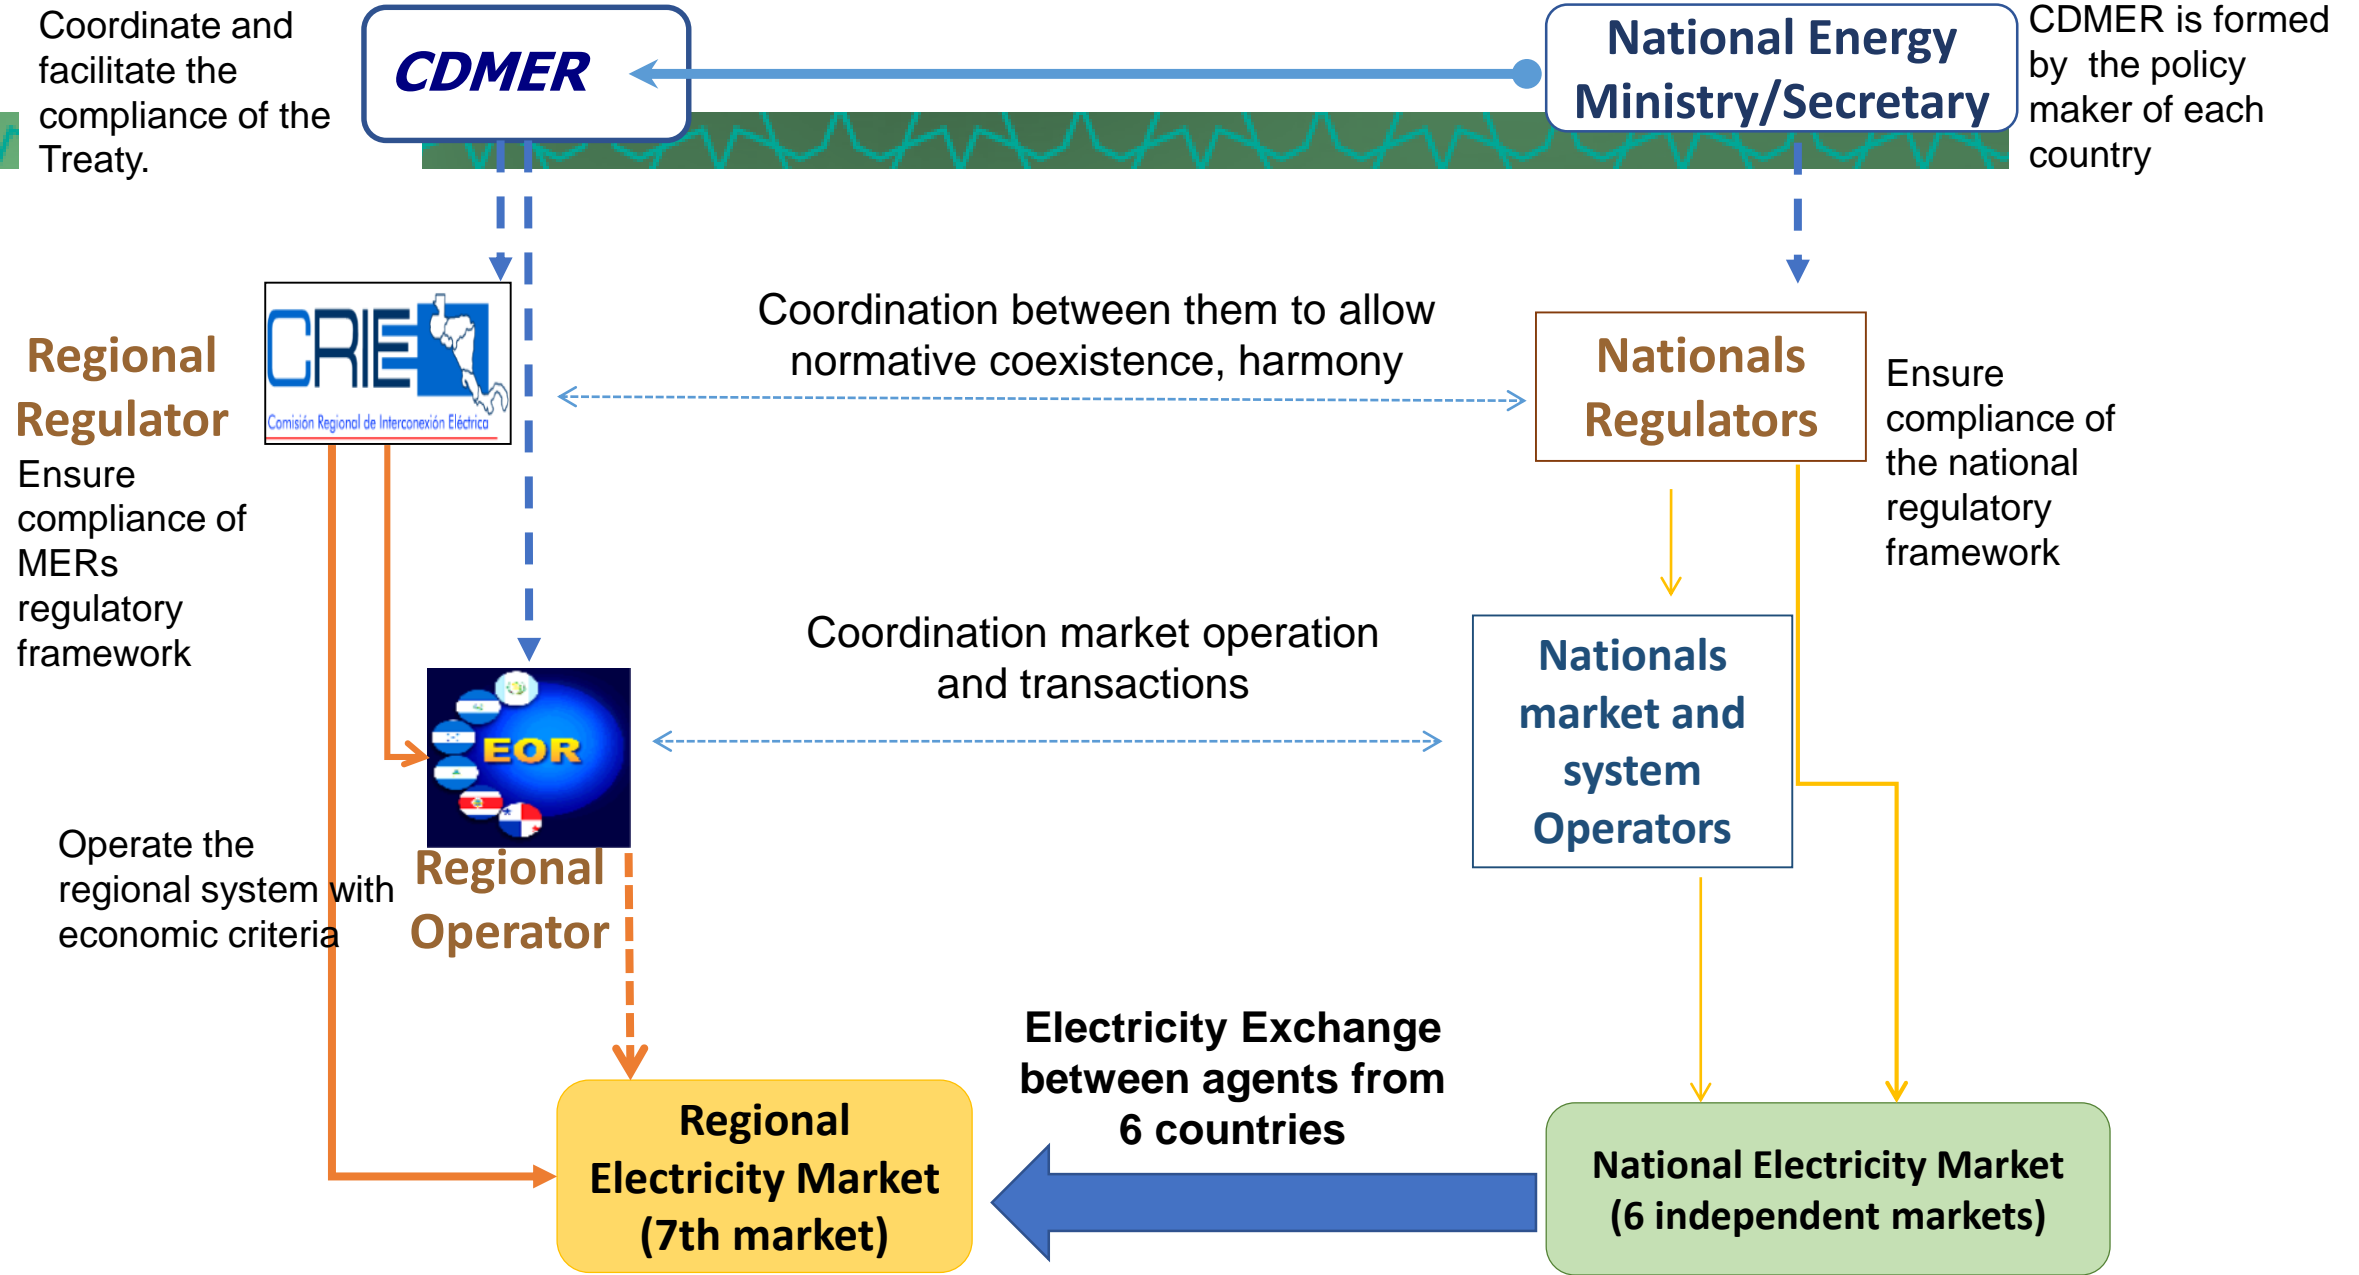 Coordinate and
facilitate the
compliance of the
Treaty.
CDMER
National Energy
Ministry/Secretary
CDMER is formed
by the policy
maker of each
country
Regional
Regulator
CRIE
Comisión Regional de Interconexión Eléctrica
Coordination between them to allow
normative coexistence, harmony
Nationals
Regulators
Ensure
compliance of
the national
regulatory
framework
Ensure
compliance of
MERs
regulatory
framework
Coordination market operation
and transactions
EOR
Nationals
market and
system
Operators
Operate the
regional system with
economic criteria
Regional
Operator
Electricity Exchange
between agents from
6 countries
Regional
Electricity Market
(7th market)
National Electricity Market
(6 independent markets)